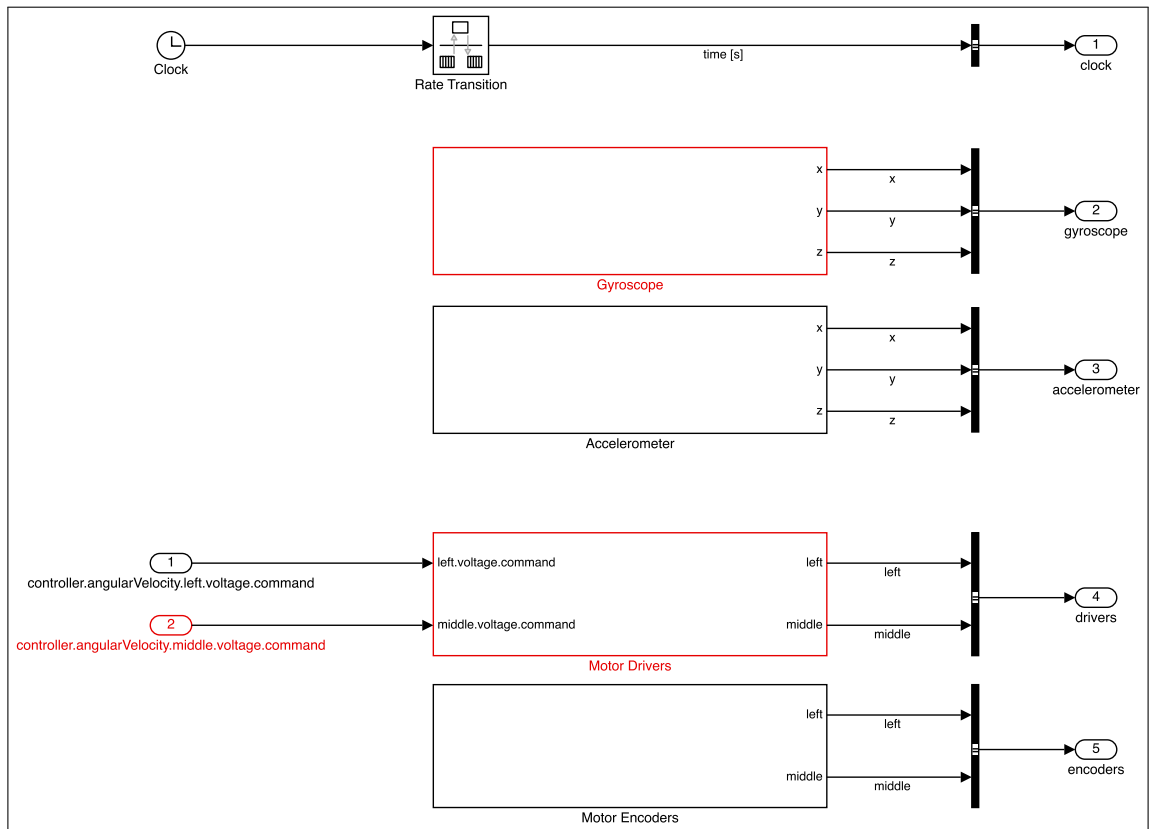 Clock
Rate Transition
time [s]
1
clock
x
x
y
y
z
z
2
gyroscope
Gyroscope
x
x
y
y
z
z
3
accelerometer
Accelerometer
1
controller.angularVelocity.left.voltage.command
left.voltage.command
left
left
2
controller.angularVelocity.middle.voltage.command
middle.voltage.command
middle
middle
4
drivers
Motor Drivers
left
left
middle
middle
5
encoders
Motor Encoders